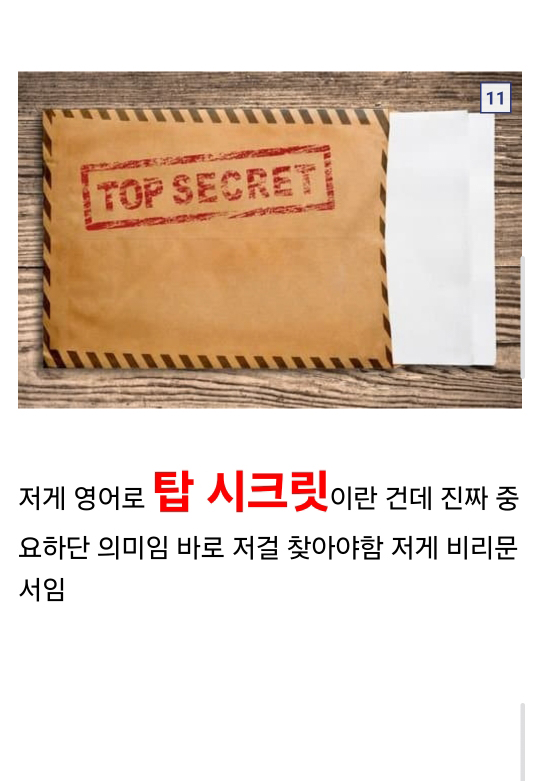 11
TOP SECRET
저게 영어로 탑 시크릿이란 건데 진짜 중
요하단 의미임 바로 저걸 찾아야함 저게 비리문
서임